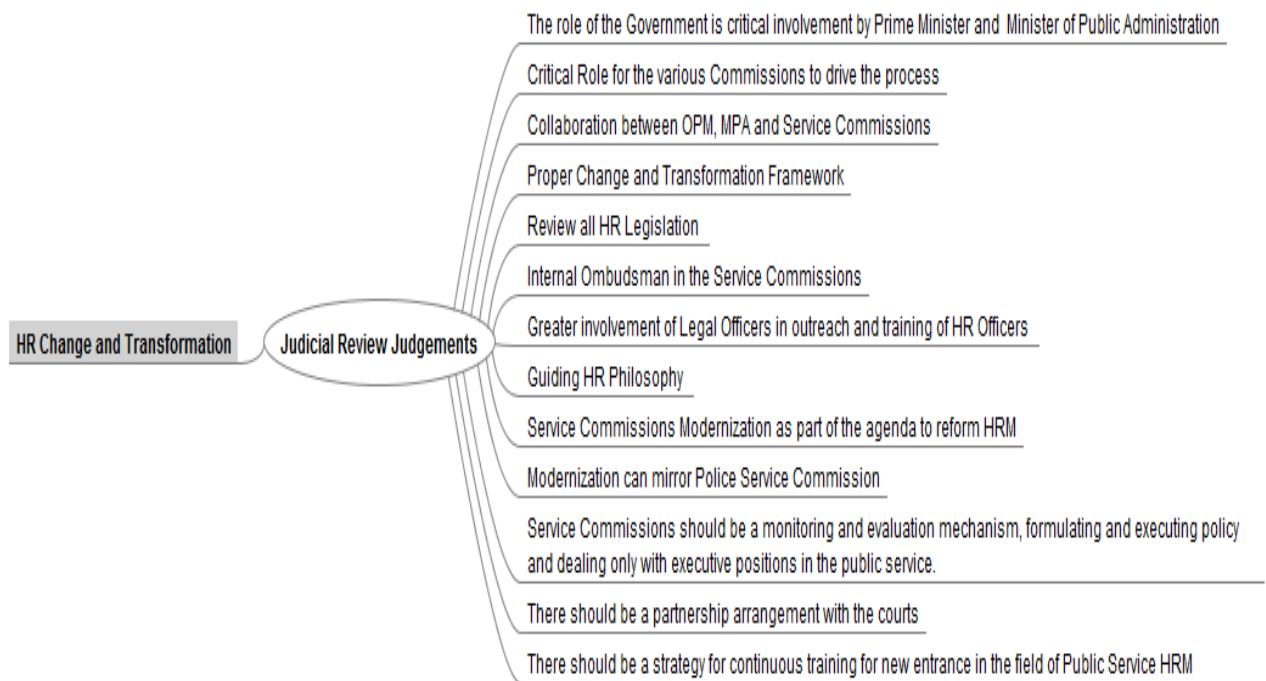 The role of the Government is critical involvement by Prime Minister and Minister of Public Administration
Critical Role for the various Commissions to drive the process
Collaboration between OPM, MPA and Service Commissions
Proper Change and Transformation Framework
Review all HR Legislation
Internal Ombudsman in the Service Commissions
Greater involvement of Legal Officers in outreach and training of HR Officers
HR Change and Transformation
Judicial Review Judgements
Guiding HR Philosophy
Service Commissions Modernization as part of the agenda to reform HRM
Modernization can mirror Police Service Commission
Service Commissions should be a monitoring and evaluation mechanism, formulating and executing policy
and dealing only with executive positions in the public service.
There should be a partnership arrangement with the courts
There should be a strategy for continuous training for new entrance in the field of Public Service HRM